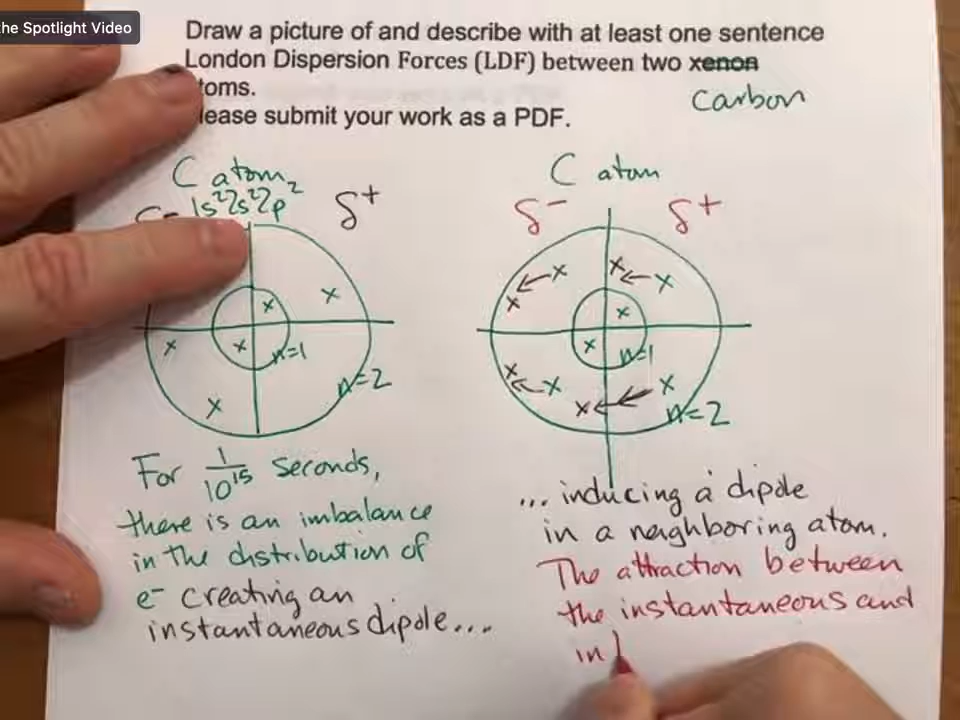 the Spotlight Video
Draw a picture of and describe with at least one sentence
London Dispersion Forces (LDF) between two xenon
toms.
Carbon
lease submit your work as a PDF.
C atom
C atom
1s²2s²2p²
δ+
δ-
δ+
n=1
n=2
n=1
n=2
For 1/10¹⁵ seconds,
there is an imbalance
in the distribution of
e- creating an
instantaneous dipole...
...inducing a dipole
in a neighboring atom.
The attraction between
the instantaneous and
in